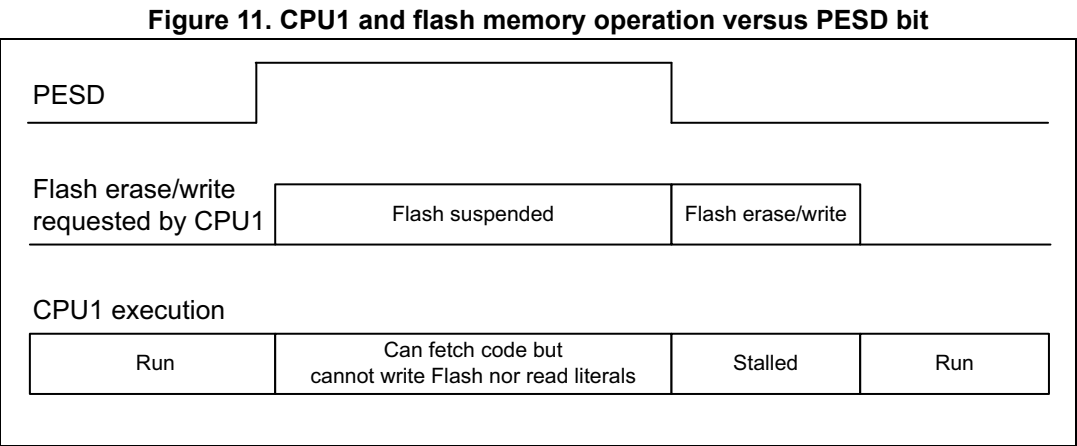 Figure 11. CPU1 and flash memory operation versus PESD bit
PESD
Flash erase/write
requested by CPU1
Flash suspended
Flash erase/write
CPU1 execution
Run
Can fetch code but
cannot write Flash nor read literals
Stalled
Run